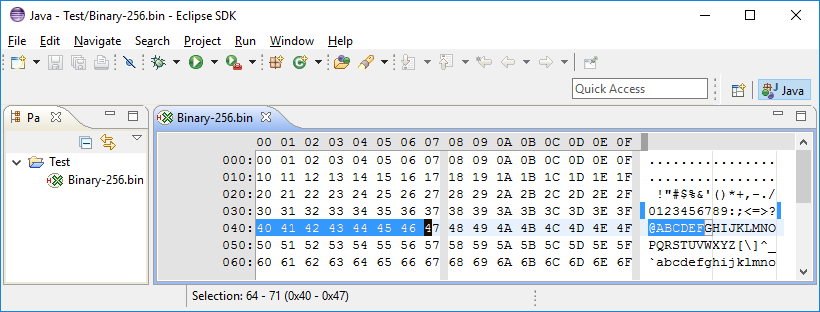 Java - Test/Binary-256.bin - Eclipse SDK
File Edit Navigate Search Project Run Window Help
Quick Access
Java
Pa
Binary-256.bin
Test
Binary-256.bin
00 01 02 03 04 05 06 07 08 09 0A 0B 0C 0D 0E 0F
000: 00 01 02 03 04 05 06 07 08 09 0A 0B 0C 0D 0E 0F ................
010: 10 11 12 13 14 15 16 17 18 19 1A 1B 1C 1D 1E 1F ................
020: 20 21 22 23 24 25 26 27 28 29 2A 2B 2C 2D 2E 2F  !"#$%&'()*+,-./
030: 30 31 32 33 34 35 36 37 38 39 3A 3B 3C 3D 3E 3F 0123456789:;<=>?
040: 40 41 42 43 44 45 46 47 48 49 4A 4B 4C 4D 4E 4F @ABCDEFGHIJKLMNO
050: 50 51 52 53 54 55 56 57 58 59 5A 5B 5C 5D 5E 5F PQRSTUVWXYZ[\]^_
060: 60 61 62 63 64 65 66 67 68 69 6A 6B 6C 6D 6E 6F `abcdefghijklmno
Selection: 64 - 71 (0x40 - 0x47)